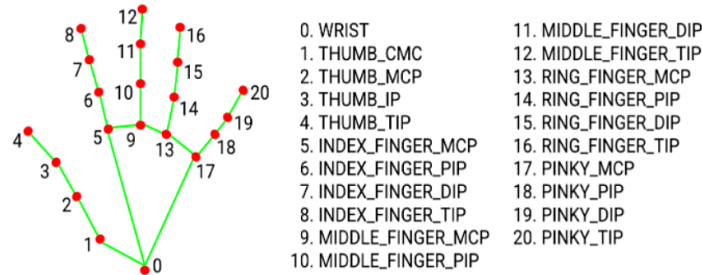 12
8
16
11
7
15
10
20
6
14
4
19
5
9
13
18
3
17
2
1
0
0. WRIST
1. THUMB_CMC
2. THUMB_MCP
3. THUMB_IP
4. THUMB_TIP
5. INDEX_FINGER_MCP
6. INDEX_FINGER_PIP
7. INDEX_FINGER_DIP
8. INDEX_FINGER_TIP
9. MIDDLE_FINGER_MCP
10. MIDDLE_FINGER_PIP
11. MIDDLE_FINGER_DIP
12. MIDDLE_FINGER_TIP
13. RING_FINGER_MCP
14. RING_FINGER_PIP
15. RING_FINGER_DIP
16. RING_FINGER_TIP
17. PINKY_MCP
18. PINKY_PIP
19. PINKY_DIP
20. PINKY_TIP